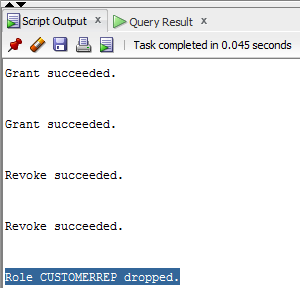 Script Output x Query Result x
Task completed in 0.045 seconds
Grant succeeded.
Grant succeeded.
Revoke succeeded.
Revoke succeeded.
Role CUSTOMERREP dropped.